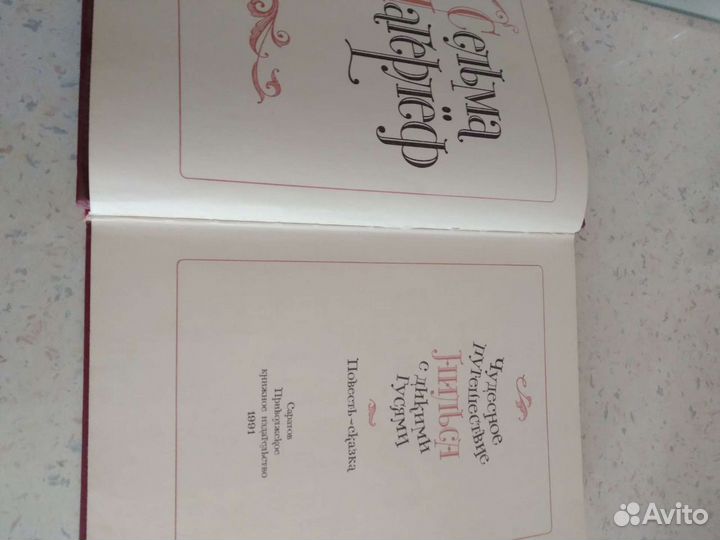 Сельма
Лагерлёф
Чудесное
путешествие
Нильса
с дикими
гусями
Повесть-сказка
Саратов
Приволжское
книжное издательство
1991
Avito